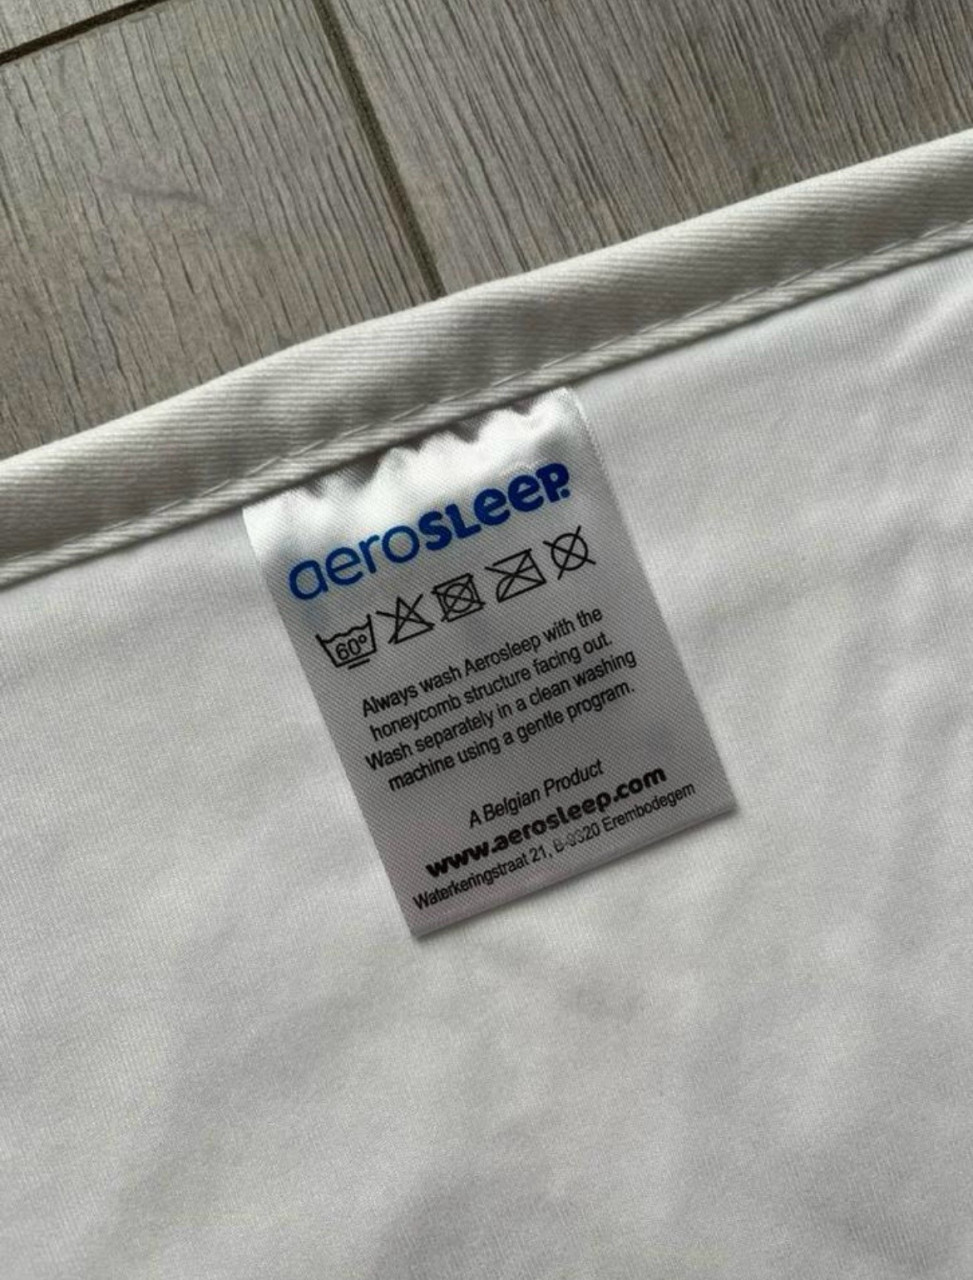 aerosleep.
60°
Always wash Aerosleep with the
honeycomb structure facing out.
Wash separately in a clean washing
machine using a gentle program.
A Belgian Product
www.aerosleep.com
Waterkeringstraat 21, B-9320 Erembodegem